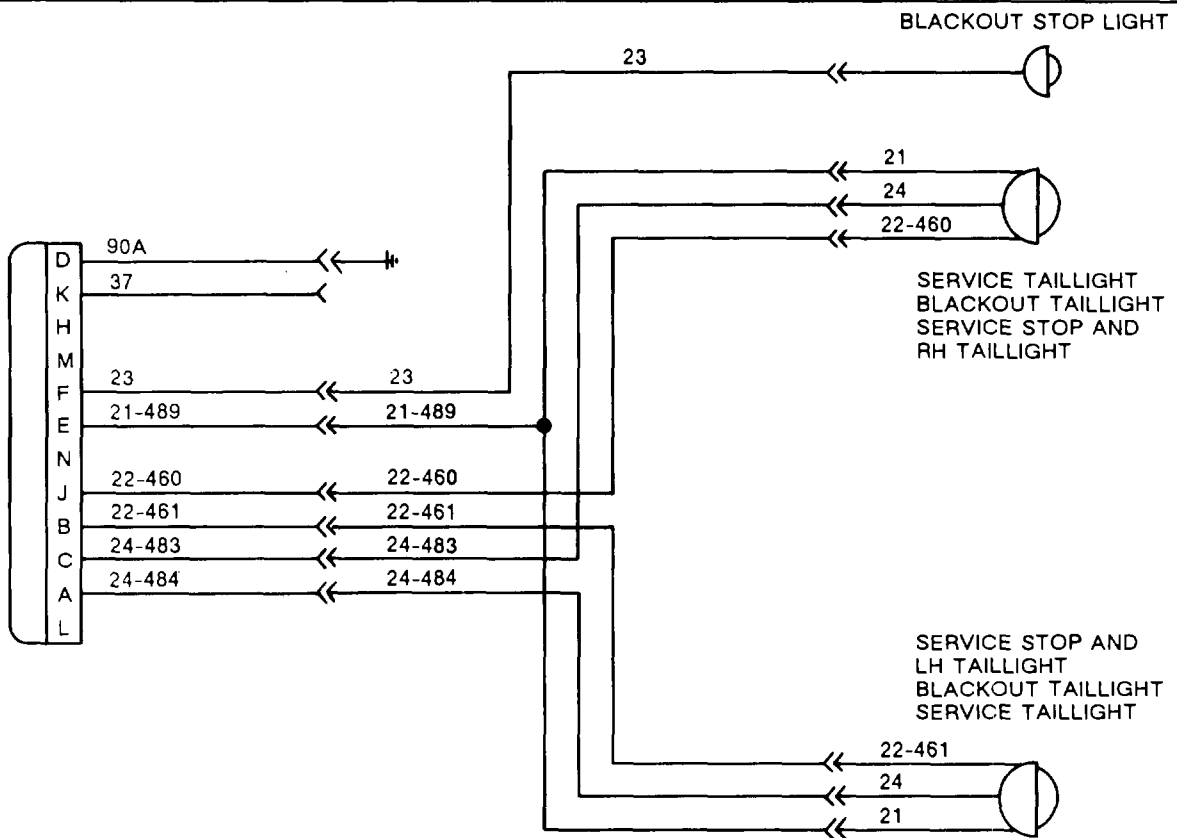 BLACKOUT STOP LIGHT
23
21
24
22-460
SERVICE TAILLIGHT
BLACKOUT TAILLIGHT
SERVICE STOP AND
RH TAILLIGHT
D 90A
K 37
H
M
F 23 23
E 21-489 21-489
N
J 22-460 22-460
B 22-461 22-461
C 24-483 24-483
A 24-484 24-484
L
SERVICE STOP AND
LH TAILLIGHT
BLACKOUT TAILLIGHT
SERVICE TAILLIGHT
22-461
24
21